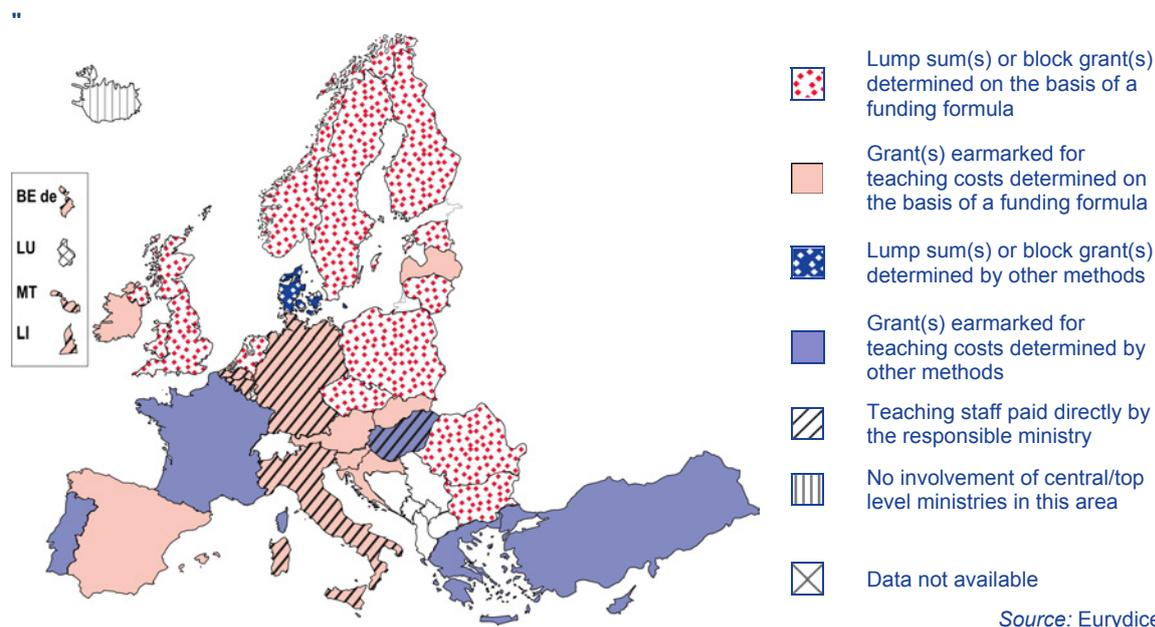 "
BE de
LU
MT
LI
Lump sum(s) or block grant(s)
determined on the basis of a
funding formula
Grant(s) earmarked for
teaching costs determined on
the basis of a funding formula
Lump sum(s) or block grant(s)
determined by other methods
Grant(s) earmarked for
teaching costs determined by
other methods
Teaching staff paid directly by
the responsible ministry
No involvement of central/top
level ministries in this area
Data not available
Source: Eurydice